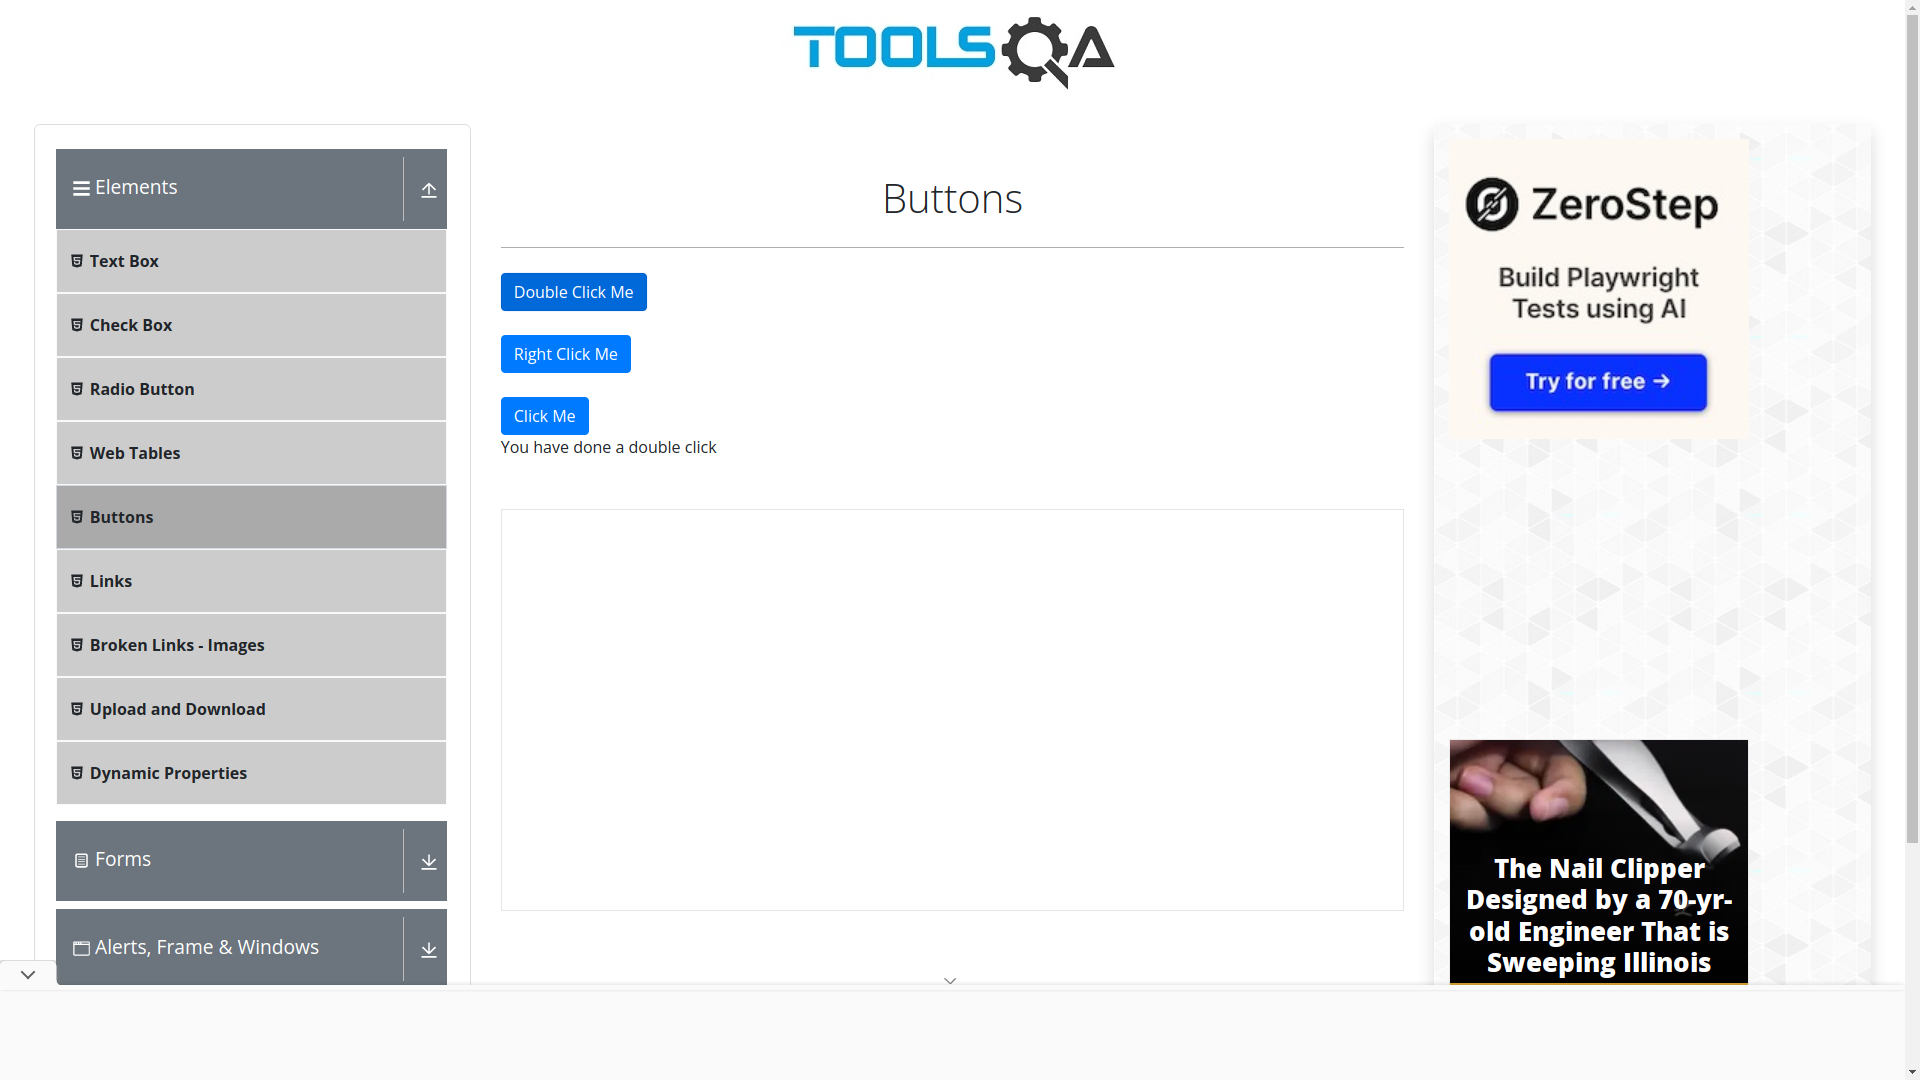 TOOLSQA
Elements
Text Box
Check Box
Radio Button
Web Tables
Buttons
Links
Broken Links - Images
Upload and Download
Dynamic Properties
Forms
Alerts, Frame & Windows
Buttons
Double Click Me
Right Click Me
Click Me
You have done a double click
ZeroStep
Build Playwright
Tests using AI
Try for free →
The Nail Clipper
Designed by a 70-yr-
old Engineer That is
Sweeping Illinois